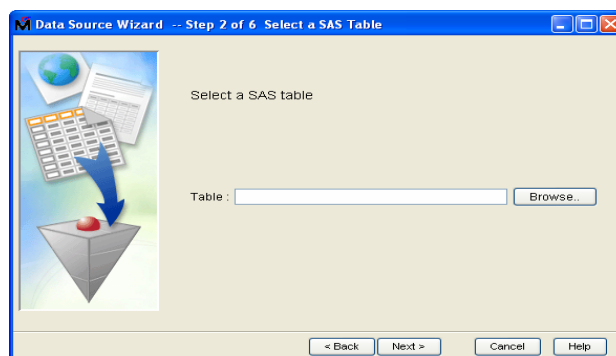 Data Source Wizard -- Step 2 of 6 Select a SAS Table
Select a SAS table
Table :
Browse..
< Back
Next >
Cancel
Help